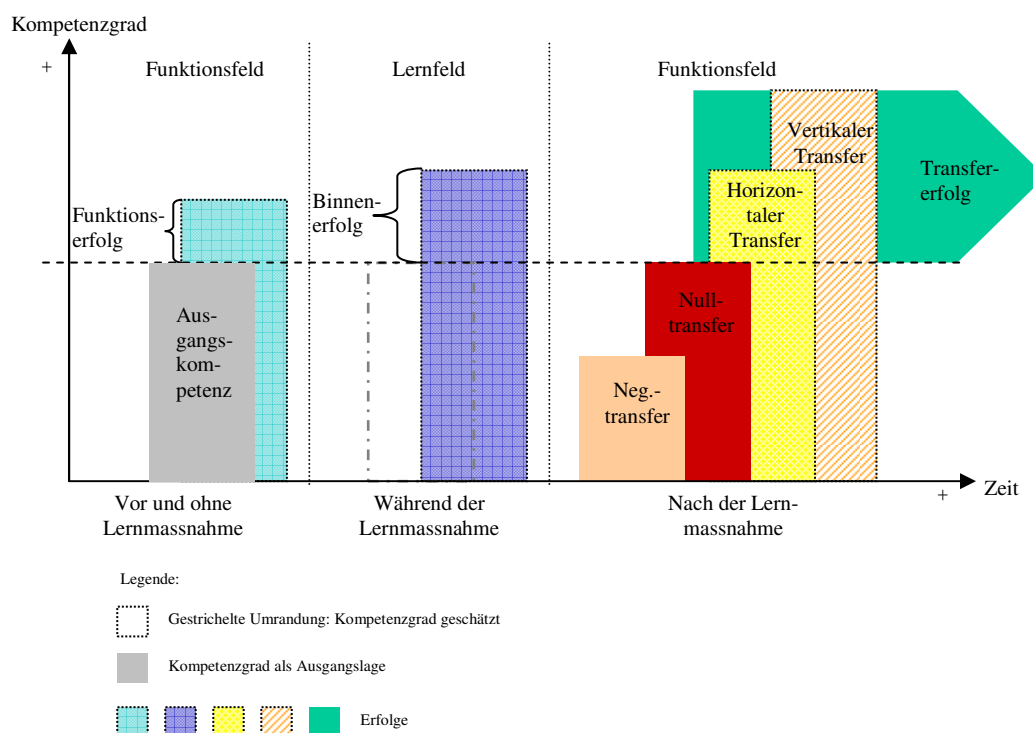 Kompetenzgrad
+
Funktionsfeld
Lernfeld
Funktionsfeld
Funktions-
erfolg
Aus-
gangs-
kom-
petenz
Binnen-
erfolg
Vertikaler
Transfer
Horizon-
taler
Transfer
Transfer-
erfolg
Null-
transfer
Neg.-
transfer
+
Zeit
Vor und ohne
Lernmassnahme
Während der
Lernmassnahme
Nach der Lern-
massnahme
Legende:
Gestrichelte Umrandung: Kompetenzgrad geschätzt
Kompetenzgrad als Ausgangslage
Erfolge